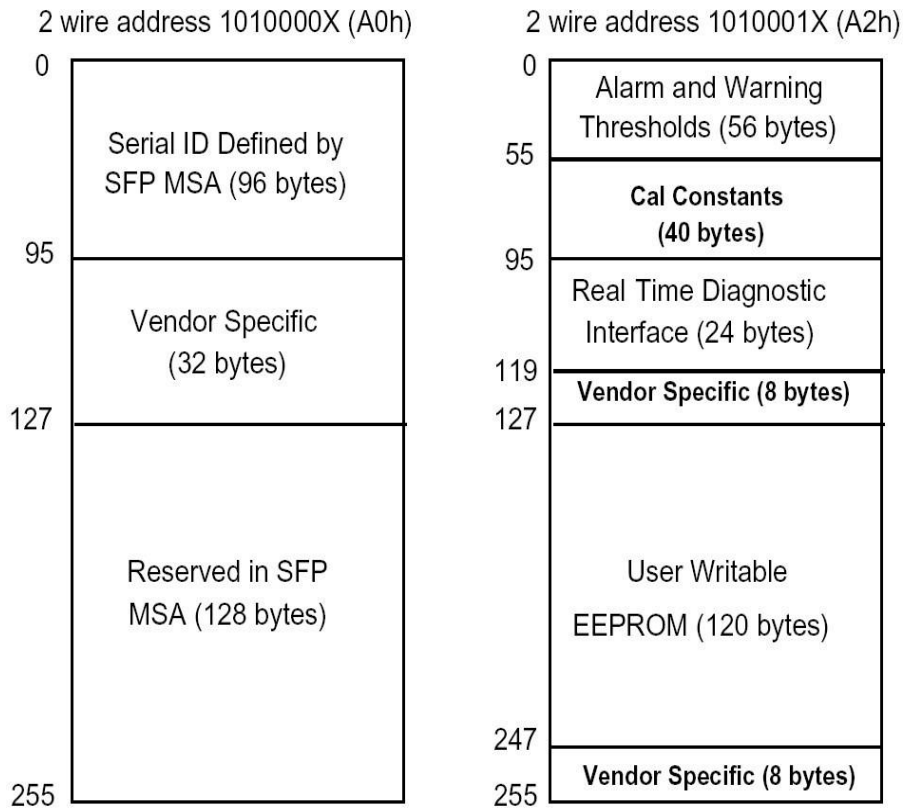 2 wire address 1010000X (A0h)
0
Serial ID Defined by
SFP MSA (96 bytes)
95
Vendor Specific
(32 bytes)
127
Reserved in SFP
MSA (128 bytes)
255
2 wire address 1010001X (A2h)
0
Alarm and Warning
Thresholds (56 bytes)
55
Cal Constants
(40 bytes)
95
Real Time Diagnostic
Interface (24 bytes)
119
Vendor Specific (8 bytes)
127
User Writable
EEPROM (120 bytes)
247
Vendor Specific (8 bytes)
255